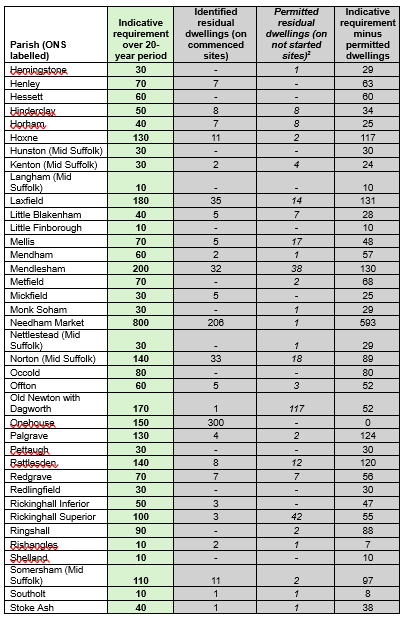 Parish (ONS labelled) Indicative requirement over 20-year period Identified residual dwellings (on commenced sites) Permitted residual dwellings (on not started sites)² Indicative requirement minus permitted dwellings
Hemingstone 30 - 1 29
Henley 70 7 - 63
Hessett 60 - - 60
Hinderclay 50 8 8 34
Horham 40 7 8 25
Hoxne 130 11 2 117
Hunston (Mid Suffolk) 30 - - 30
Kenton (Mid Suffolk) 30 2 4 24
Langham (Mid Suffolk) 10 - - 10
Laxfield 180 35 14 131
Little Blakenham 40 5 7 28
Little Finborough 10 - - 10
Mellis 70 5 17 48
Mendham 60 2 1 57
Mendlesham 200 32 38 130
Metfield 70 - 2 68
Mickfield 30 5 - 25
Monk Soham 30 - 1 29
Needham Market 800 206 1 593
Nettlestead (Mid Suffolk) 30 - 1 29
Norton (Mid Suffolk) 140 33 18 89
Occold 80 - - 80
Offton 60 5 3 52
Old Newton with Dagworth 170 1 117 52
Onehouse 150 300 - 0
Palgrave 130 4 2 124
Pettaugh 30 - - 30
Rattlesden 140 8 12 120
Redgrave 70 7 7 56
Redlingfield 30 - - 30
Rickinghall Inferior 50 3 - 47
Rickinghall Superior 100 3 42 55
Ringshall 90 - 2 88
Rishangles 10 2 1 7
Shelland 10 - - 10
Somersham (Mid Suffolk) 110 11 2 97
Southolt 10 1 1 8
Stoke Ash 40 1 1 38